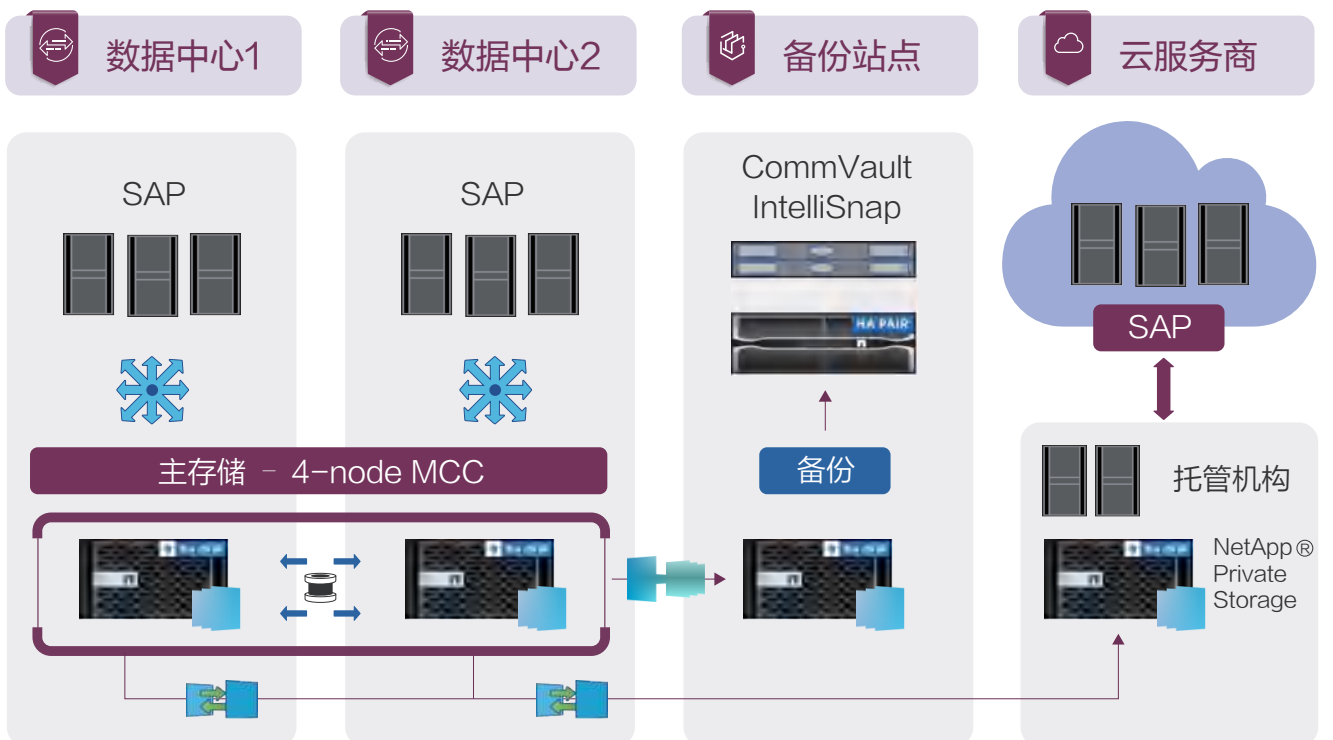 数据中心1
数据中心2
备份站点
云服务商
SAP
SAP
CommVault
IntelliSnap
HA PAIR
SAP
主存储 – 4-node MCC
备份
托管机构
NetApp®
Private
Storage